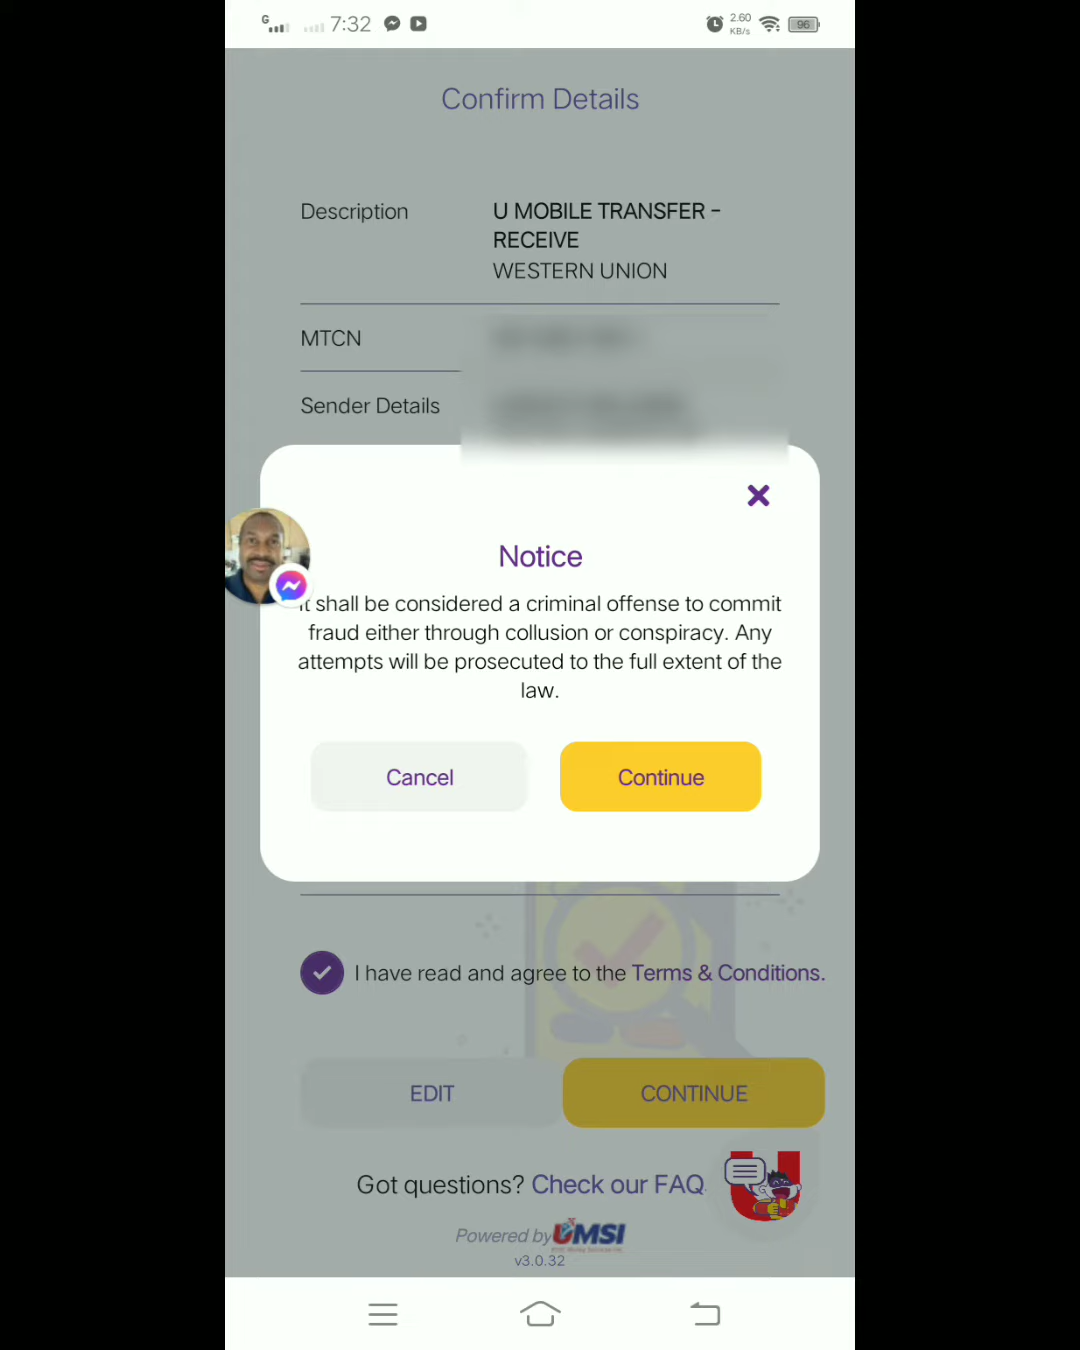 G 7:32 2.60 KB/s 96
Confirm Details
Description U MOBILE TRANSFER -
RECEIVE
WESTERN UNION
MTCN
Sender Details
Notice
It shall be considered a criminal offense to commit
fraud either through collusion or conspiracy. Any
attempts will be prosecuted to the full extent of the
law.
Cancel Continue
I have read and agree to the Terms & Conditions.
EDIT CONTINUE
Got questions? Check our FAQ.
Powered by UMSI
v3.0.32